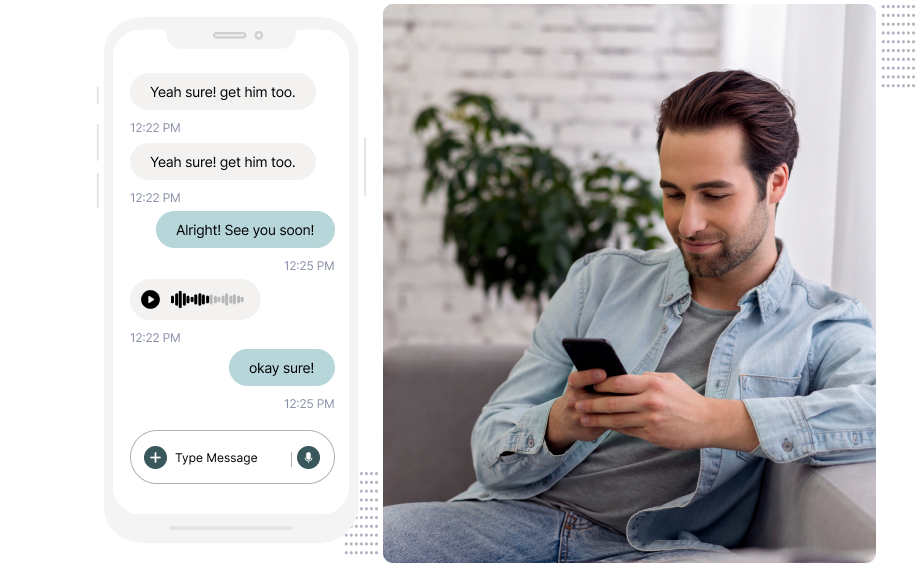 Yeah sure! get him too.
12:22 PM
Yeah sure! get him too.
12:22 PM
Alright! See you soon!
12:25 PM
12:22 PM
okay sure!
12:25 PM
Type Message